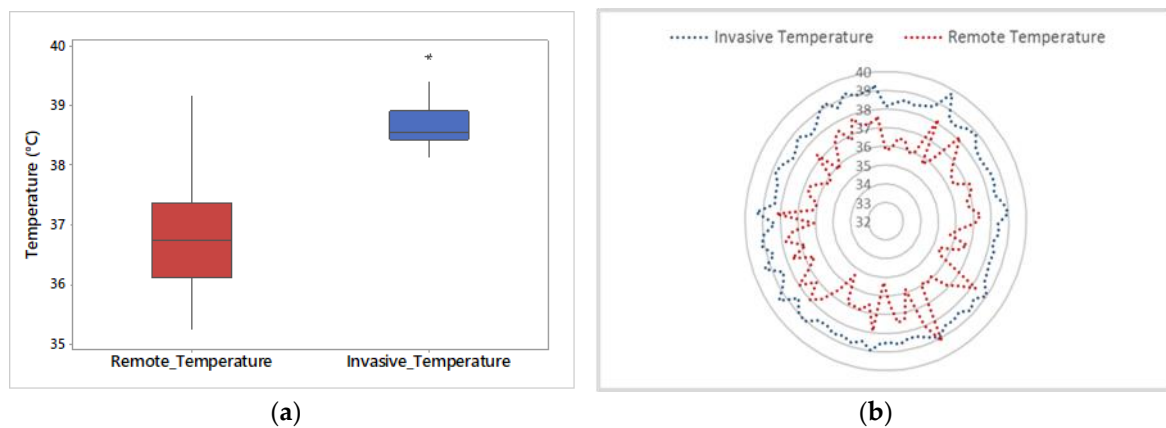 40
39
38
37
36
35
Temperature (°C)
Remote_Temperature
Invasive_Temperature
(a)
Invasive Temperature
Remote Temperature
40
39
38
37
36
35
34
33
32
(b)